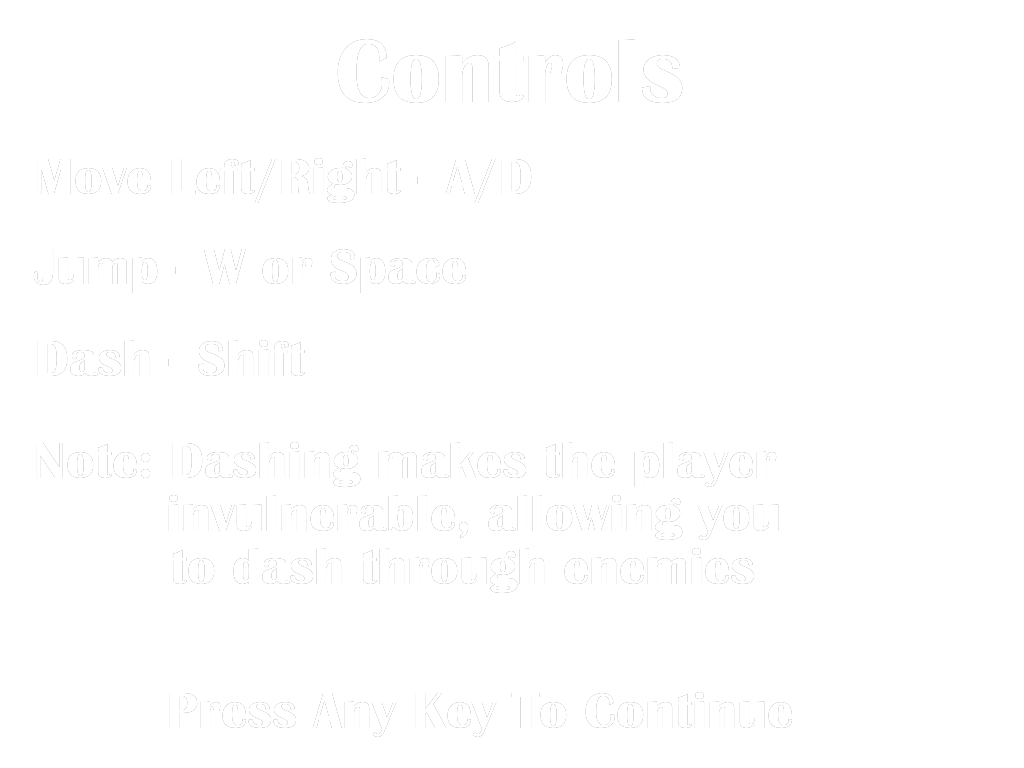 Controls
Move Left/Right - A/D
Jump - W or Space
Dash - Shift
Note: Dashing makes the player
invulnerable, allowing you
to dash through enemies
Press Any Key To Continue